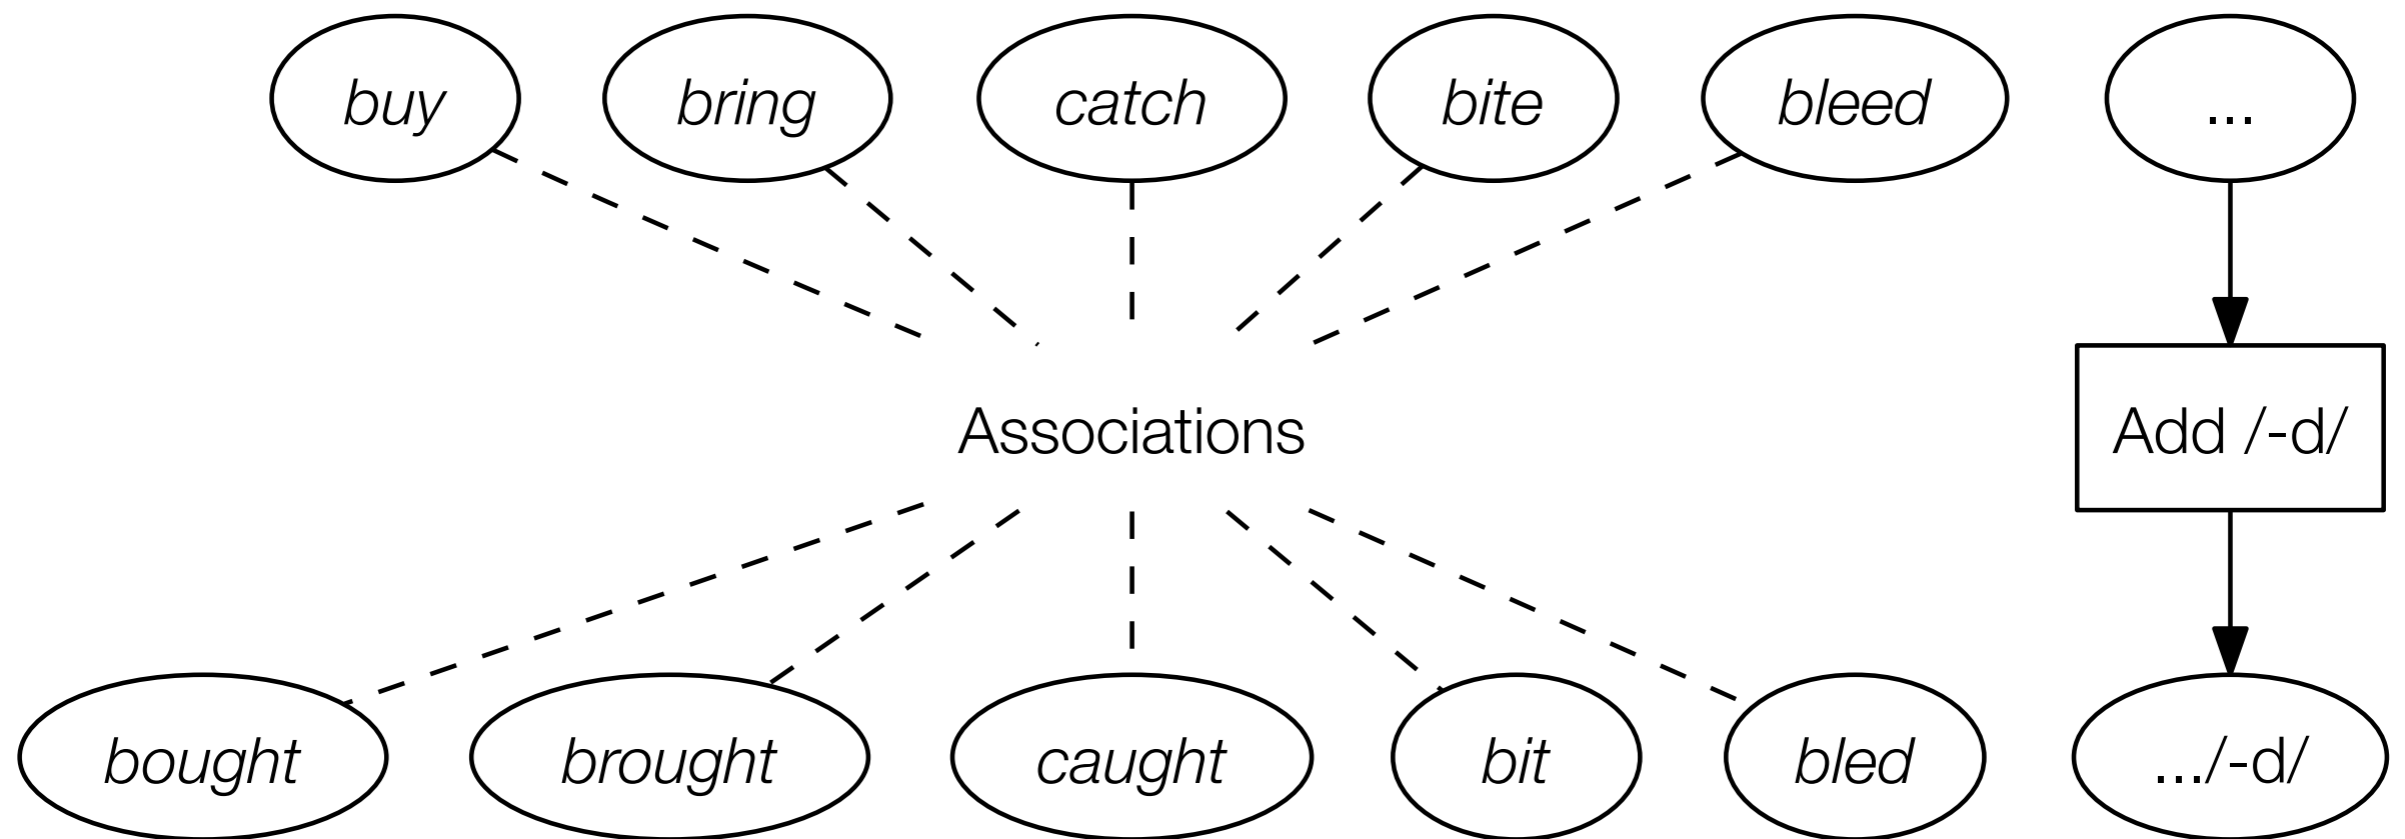 buy bring catch bite bleed ...
Associations Add /-d/
bought brought caught bit bled .../-d/